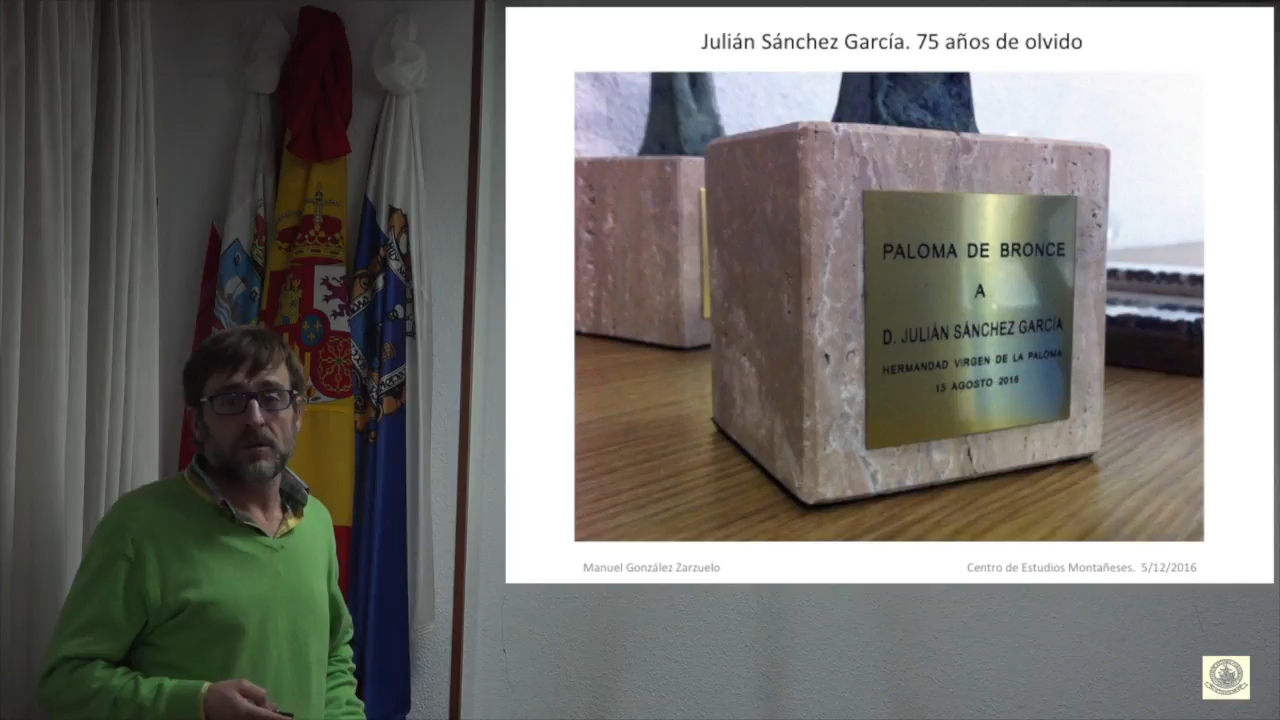 Julián Sánchez García. 75 años de olvido
PALOMA DE BRONCE
A
D. JULIÁN SÁNCHEZ GARCÍA
HERMANDAD VIRGEN DE LA PALOMA
15 AGOSTO 2016
Manuel González Zarzuelo
Centro de Estudios Montañeses. 5/12/2016